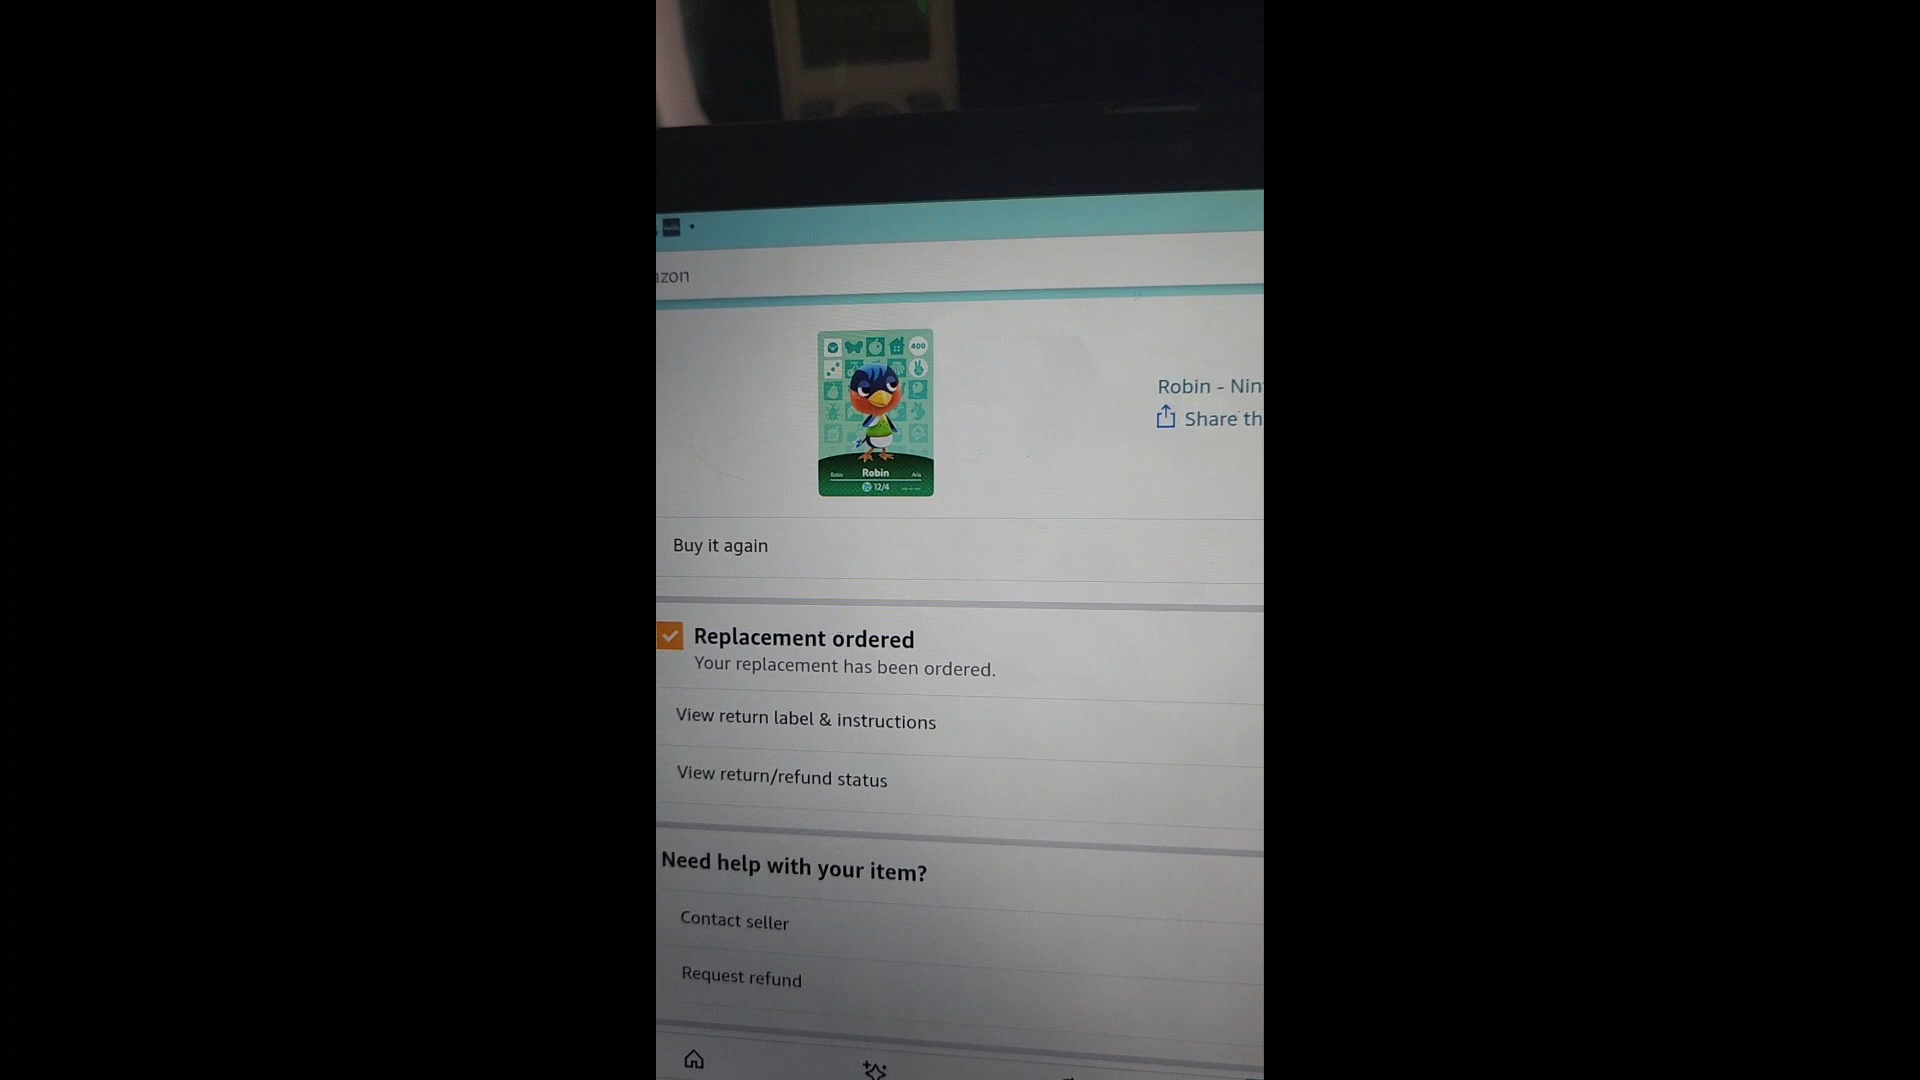 azon
400
Robin - Nin
Share th
Robin
12/4
Buy it again
Replacement ordered
Your replacement has been ordered.
View return label & instructions
View return/refund status
Need help with your item?
Contact seller
Request refund